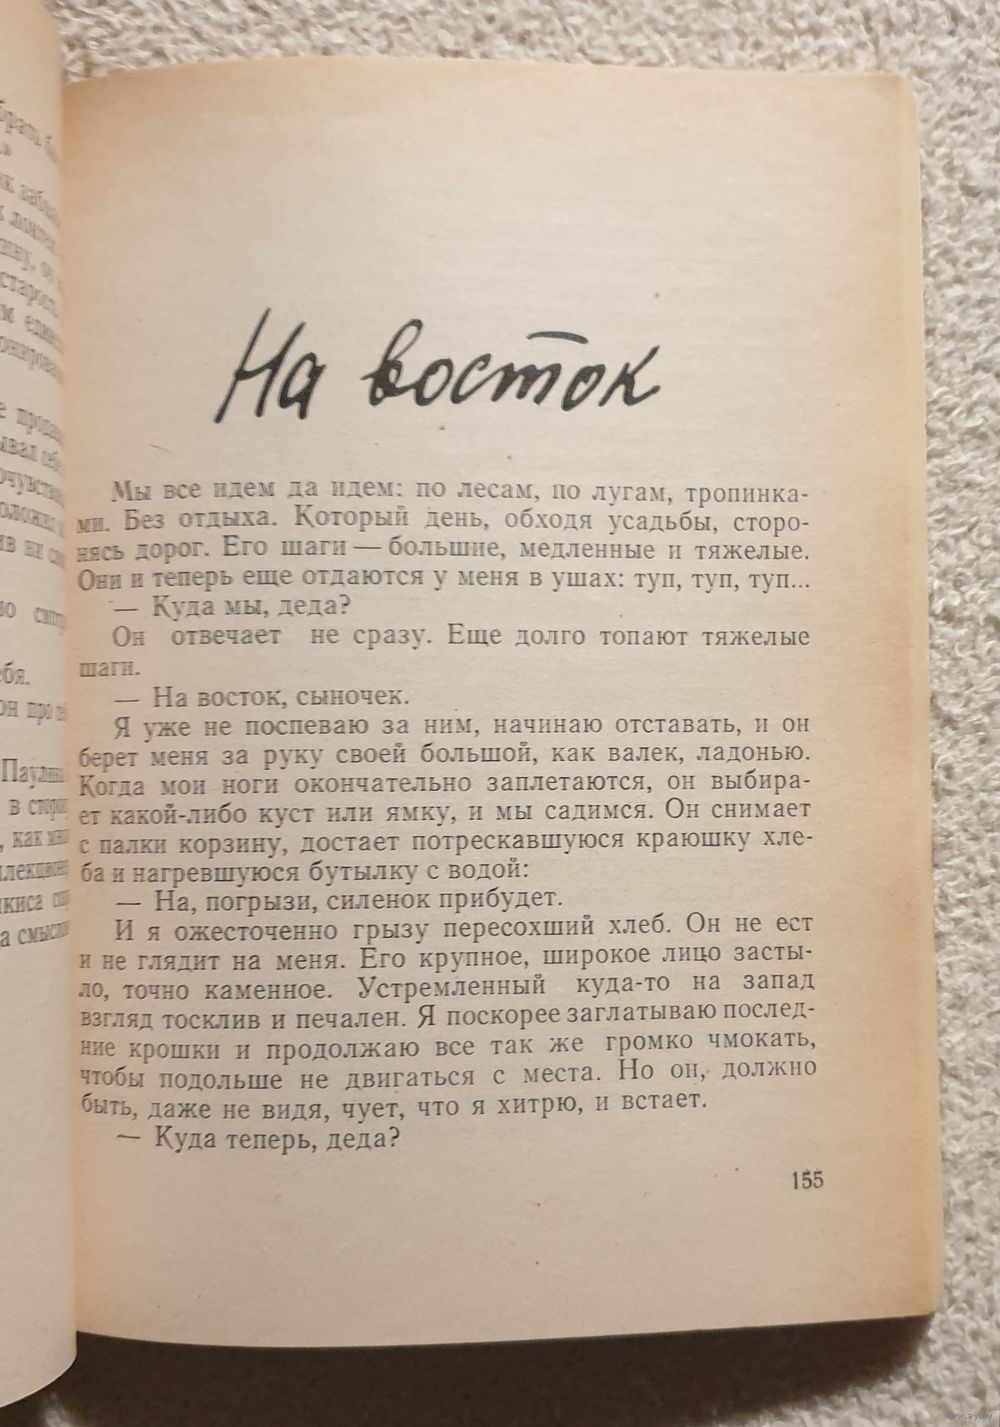 брать
»
старость
ебя.
в
, как
а
На восток
Мы все идем да идем: по лесам, по лугам, тропинка-
ми. Без отдыха. Который день, обходя усадьбы, сторо-
нясь дорог. Его шаги — большие, медленные и тяжелые.
Они и теперь еще отдаются у меня в ушах: туп, туп, туп...
— Куда мы, деда?
Он отвечает не сразу. Еще долго топают тяжелые
шаги.
— На восток, сыночек.
Я уже не поспеваю за ним, начинаю отставать, и он
берет меня за руку своей большой, как валек, ладонью.
Когда мои ноги окончательно заплетаются, он выбира-
ет какой-либо куст или ямку, и мы садимся. Он снимает
с палки корзину, достает потрескавшуюся краюшку хле-
ба и нагревшуюся бутылку с водой:
— На, погрызи, силенок прибудет.
И я ожесточенно грызу пересохший хлеб. Он не ест
и не глядит на меня. Его крупное, широкое лицо засты-
ло, точно каменное. Устремленный куда-то на запад
взгляд тосклив и печален. Я поскорее заглатываю послед-
ние крошки и продолжаю все так же громко чмокать,
чтобы подольше не двигаться с места. Но он, должно
быть, даже не видя, чует, что я хитрю, и встает.
— Куда теперь, деда?
155
www.ay.by